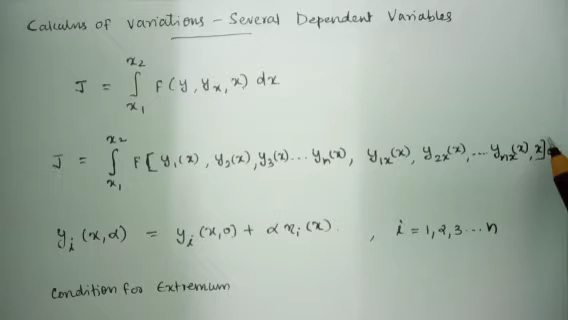 Calculus of Variations – Several Dependent Variables
J = ∫_{x₁}^{x₂} F(y, yₓ, x) dx
J = ∫_{x₁}^{x₂} F[y₁(x), y₂(x), y₃(x) ... yₙ(x), y₁ₓ(x), y₂ₓ(x), ... yₙₓ(x), x]
yᵢ(x,α) = yᵢ(x,0) + α ηᵢ(x) . , i = 1,2,3 ... n
Condition for Extremum